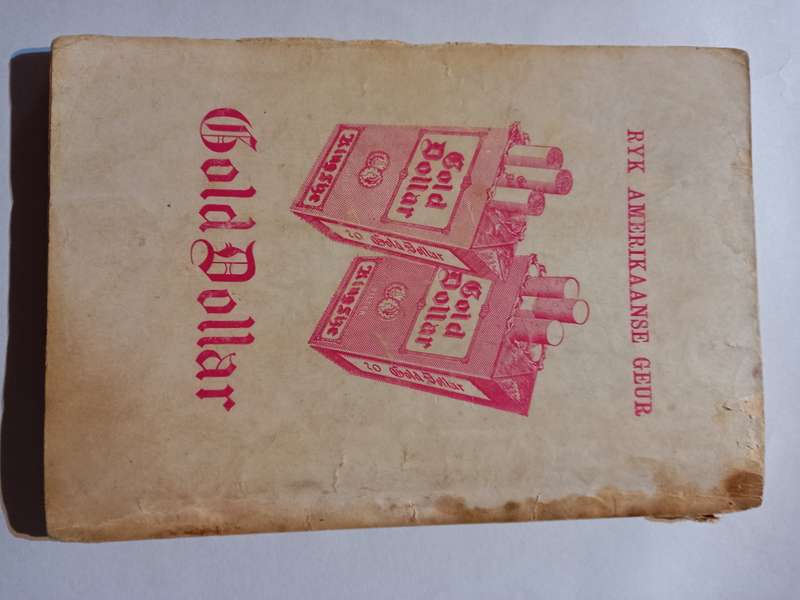 RYK AMERIKAANSE GEUR
Gold
Dollar
King Size
20 Gold Dollar
Gold
Dollar
King Size
20 Gold Dollar
Gold Dollar